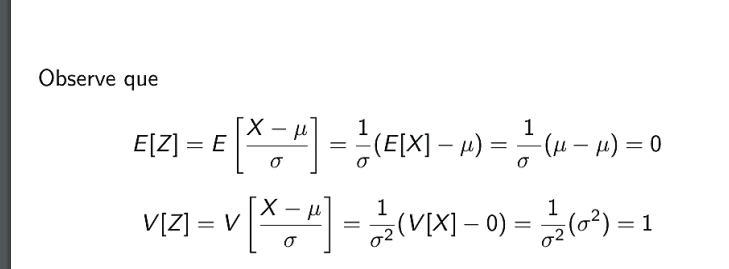 Observe que
E[Z] = E [X − μ / σ] = 1/σ (E[X] − μ) = 1/σ (μ − μ) = 0
V[Z] = V [X − μ / σ] = 1/σ² (V[X] − 0) = 1/σ² (σ²) = 1